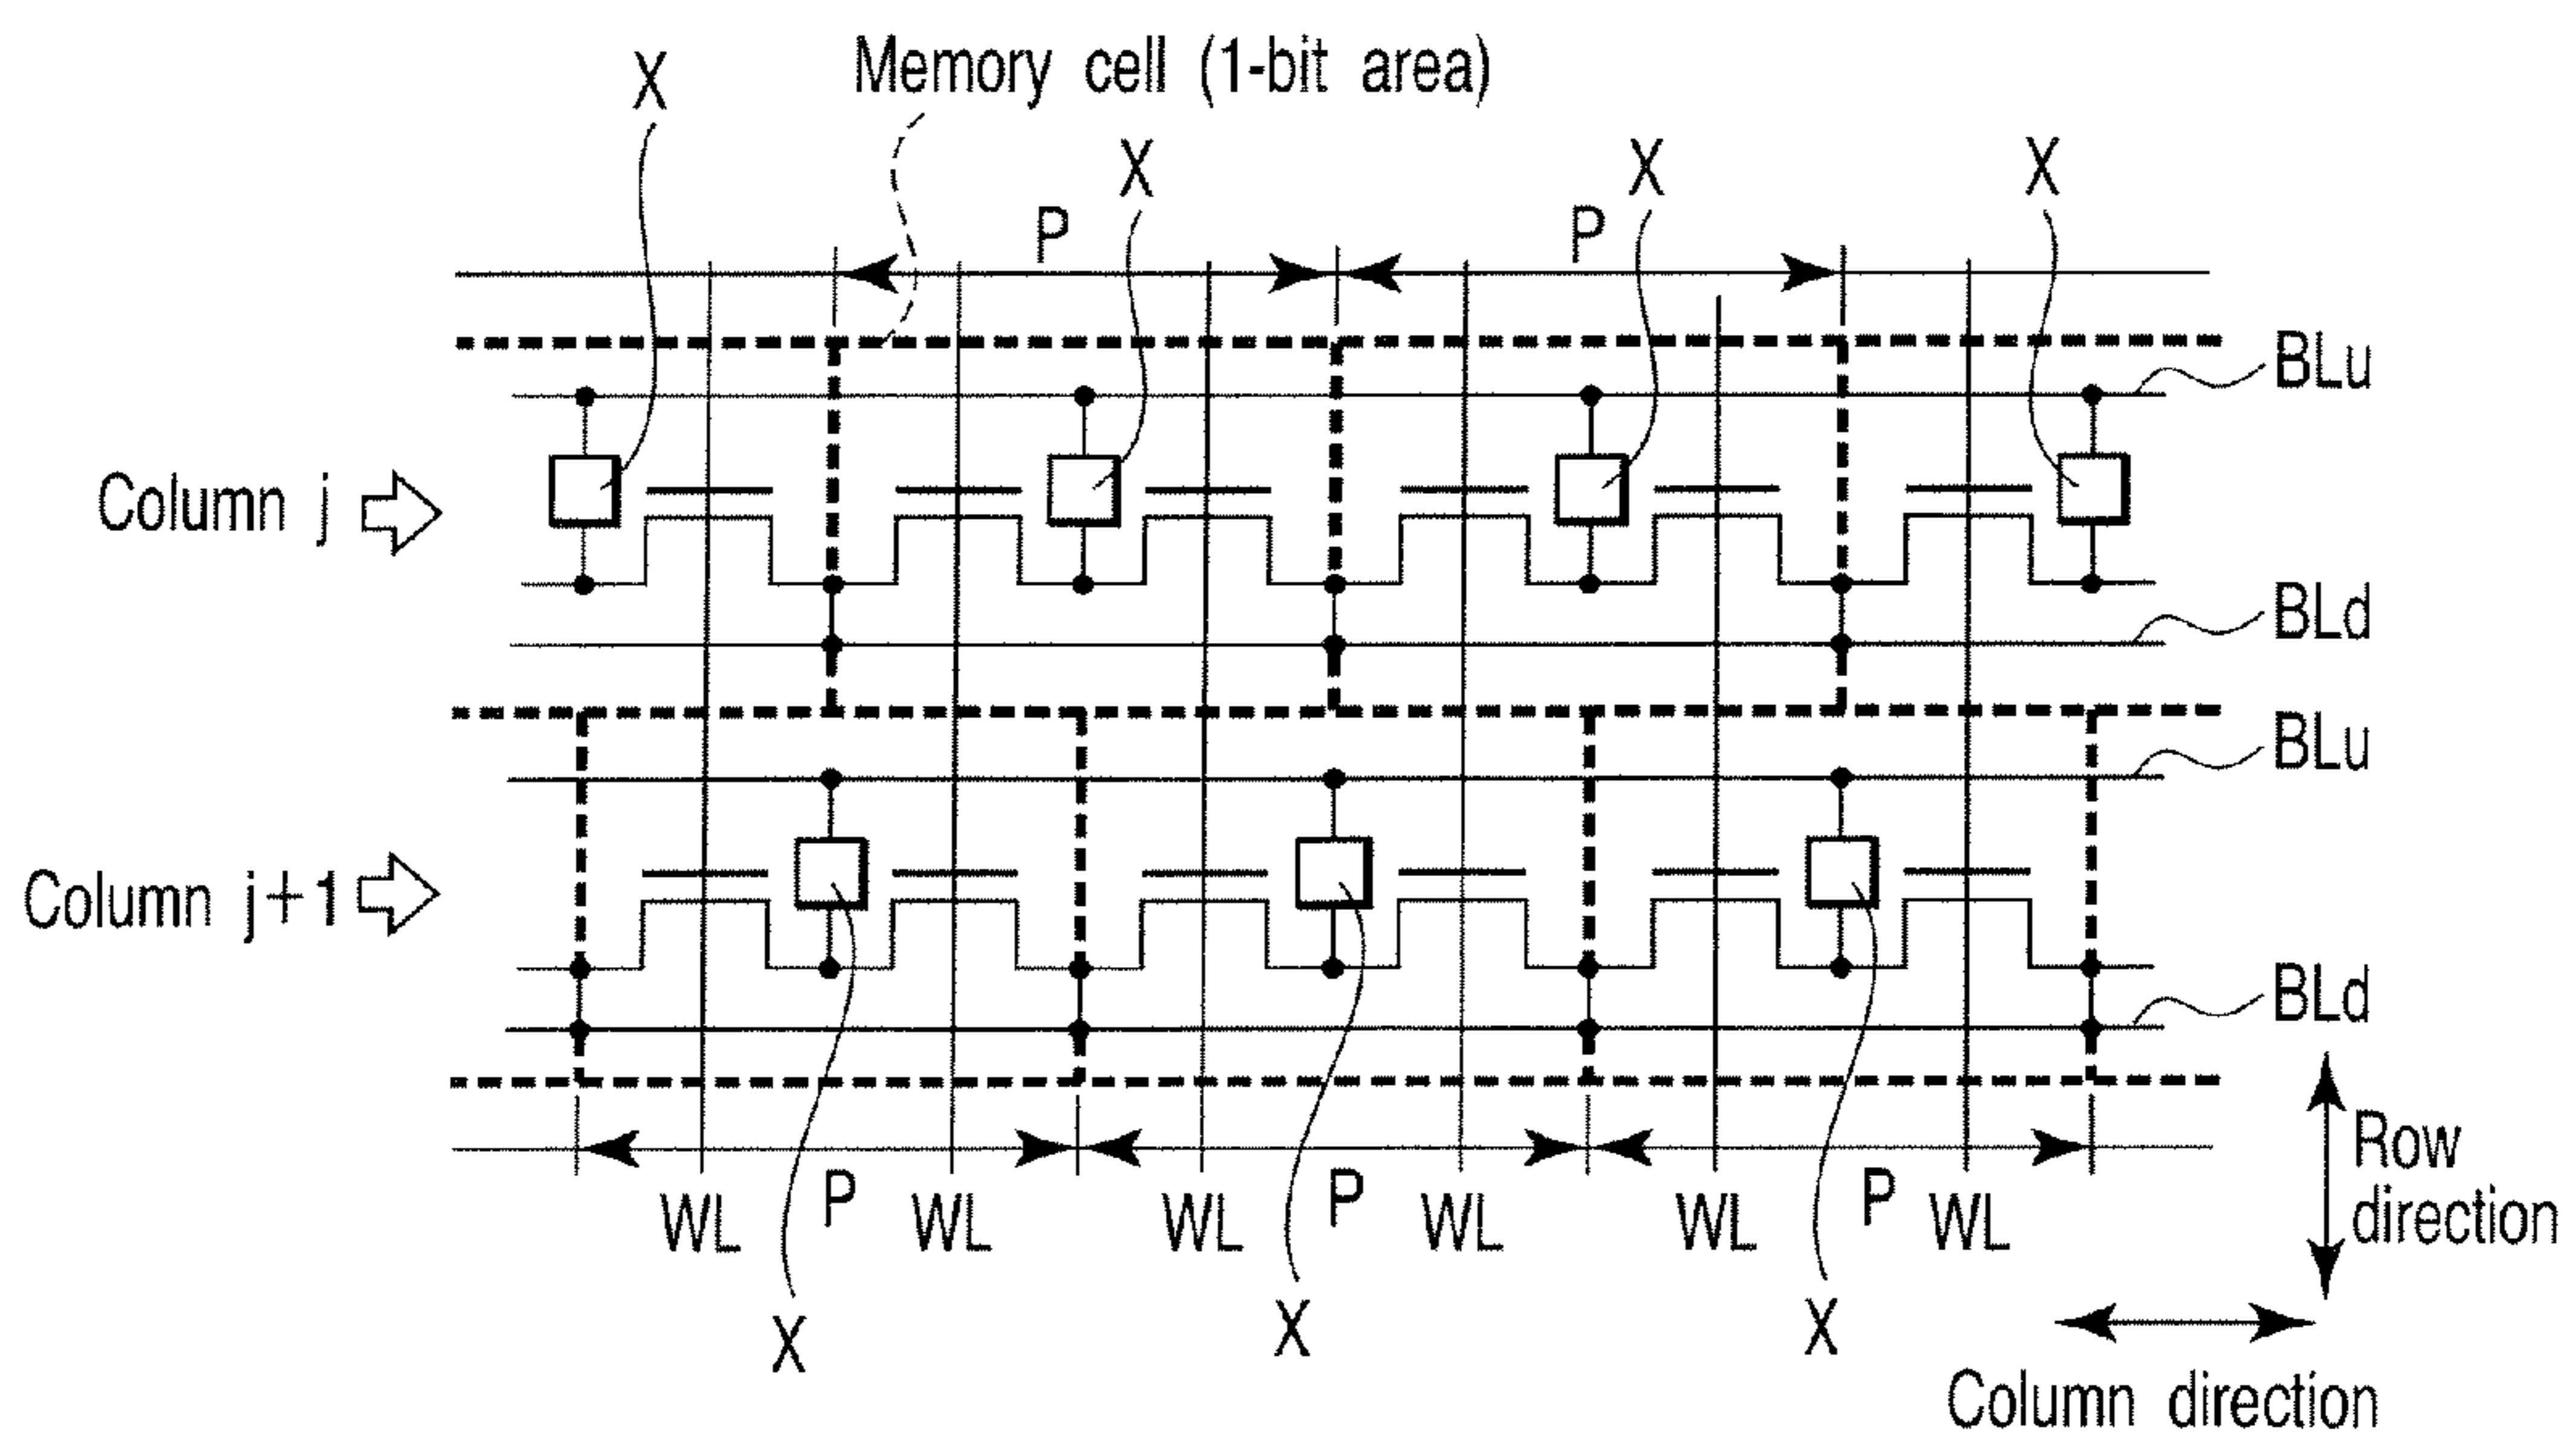 X
Memory cell (1-bit area)
X
X
X
P
P
BLu
Column j
BLd
BLu
Column j+1
BLd
Row
direction
WL
P
WL
WL
P
WL
WL
P
WL
X
X
X
Column direction